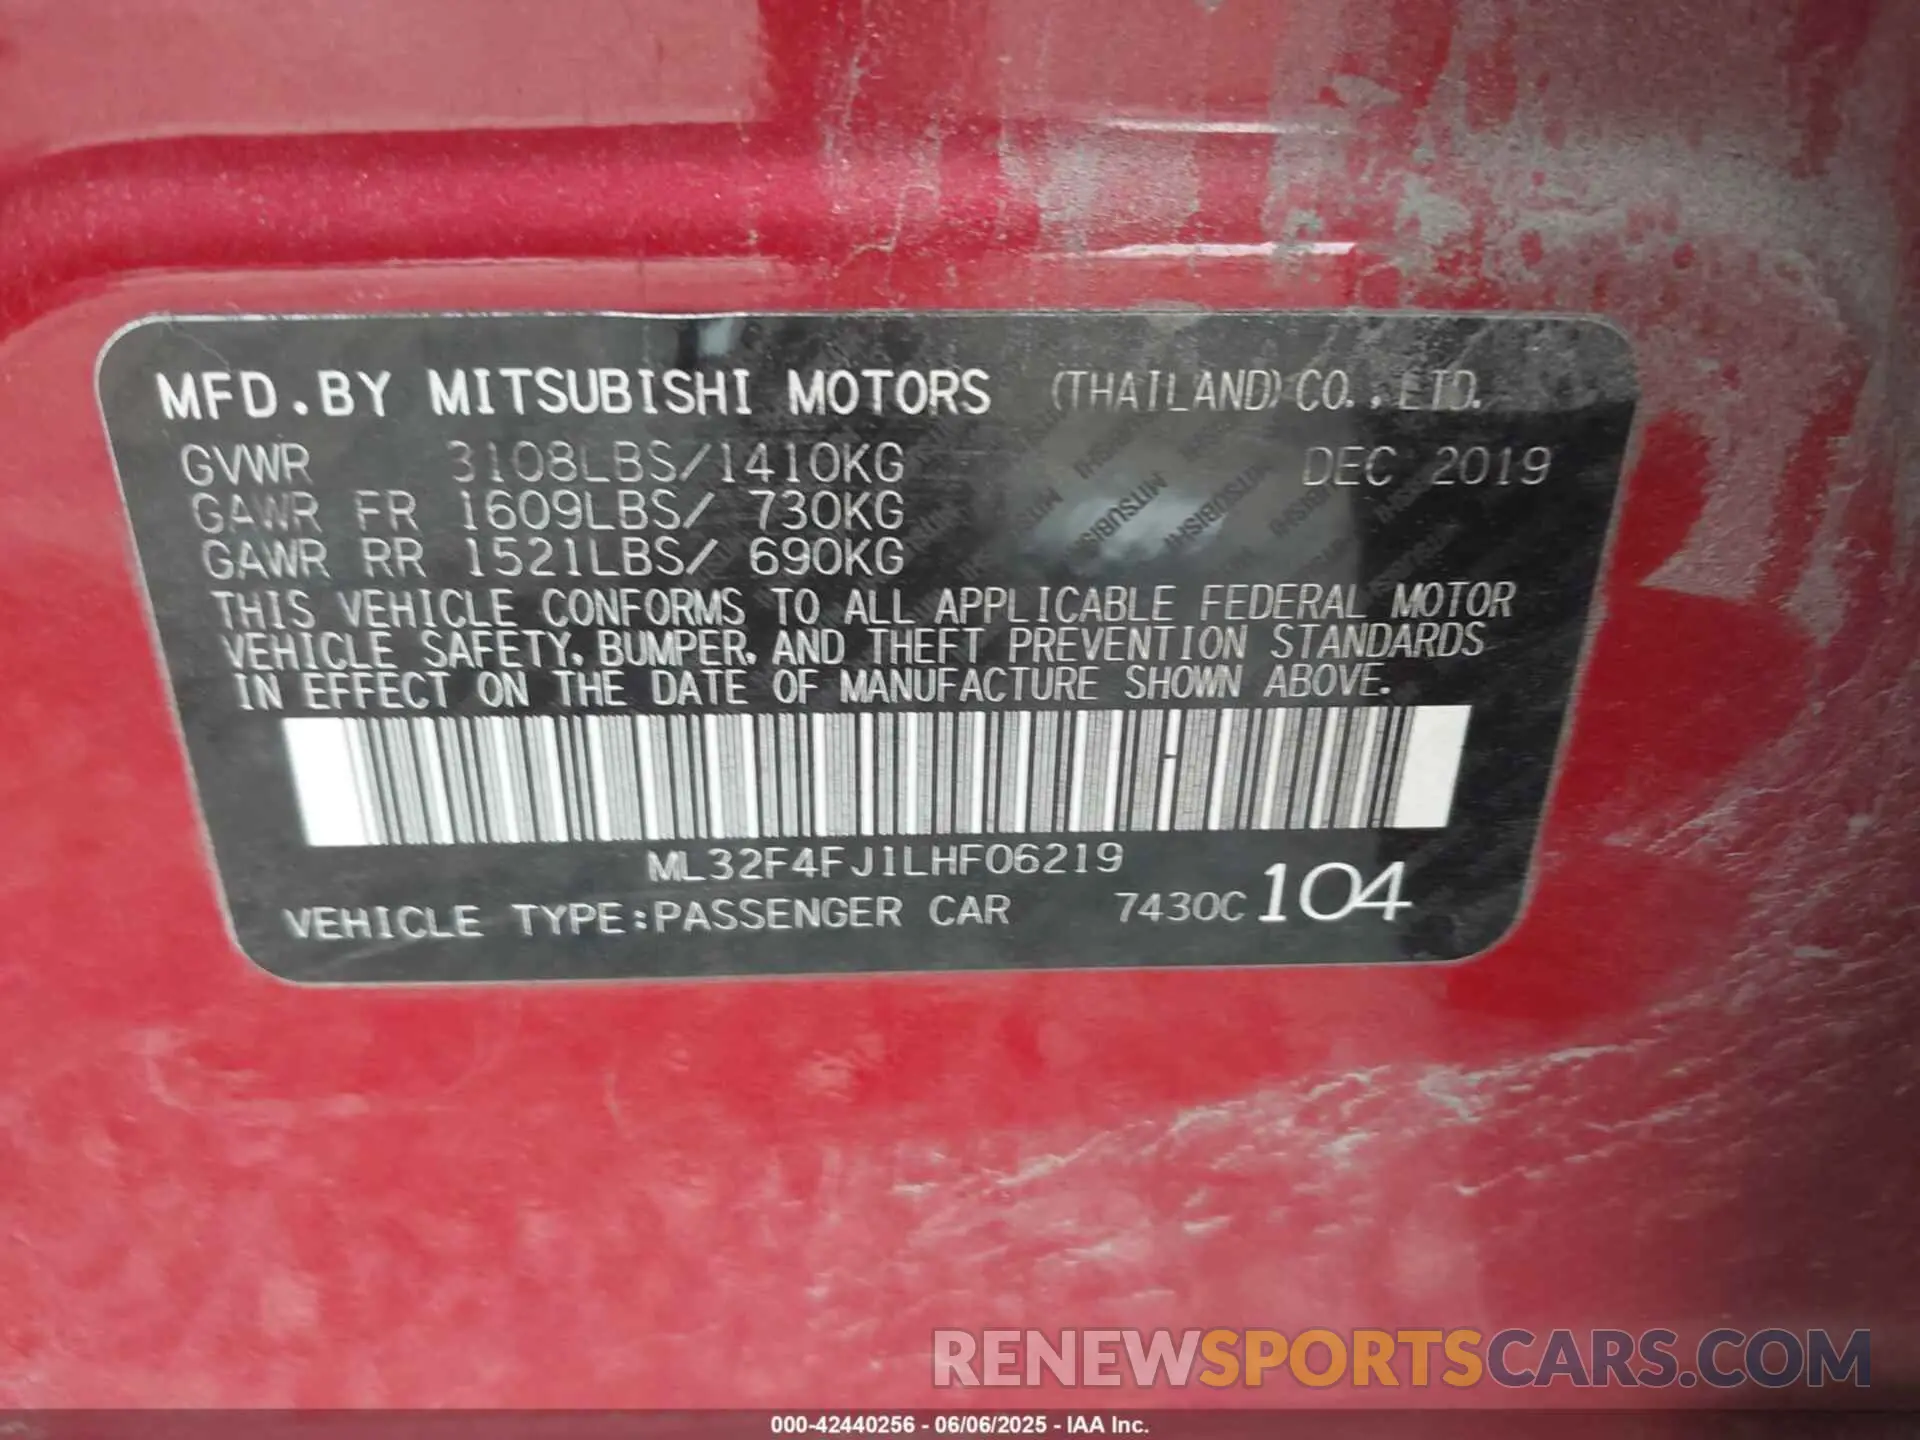 MFD.BY MITSUBISHI MOTORS (THAILAND)CO.,LTD.
GVWR 3108LBS/1410KG DEC 2019
GAWR FR 1609LBS/ 730KG
GAWR RR 1521LBS/ 690KG
THIS VEHICLE CONFORMS TO ALL APPLICABLE FEDERAL MOTOR
VEHICLE SAFETY, BUMPER, AND THEFT PREVENTION STANDARDS
IN EFFECT ON THE DATE OF MANUFACTURE SHOWN ABOVE.
ML32F4FJ1LHF06219
VEHICLE TYPE:PASSENGER CAR 7430C 104
RENEWSPORTSCARS.COM
000-42440256 - 06/06/2025 - IAA Inc.